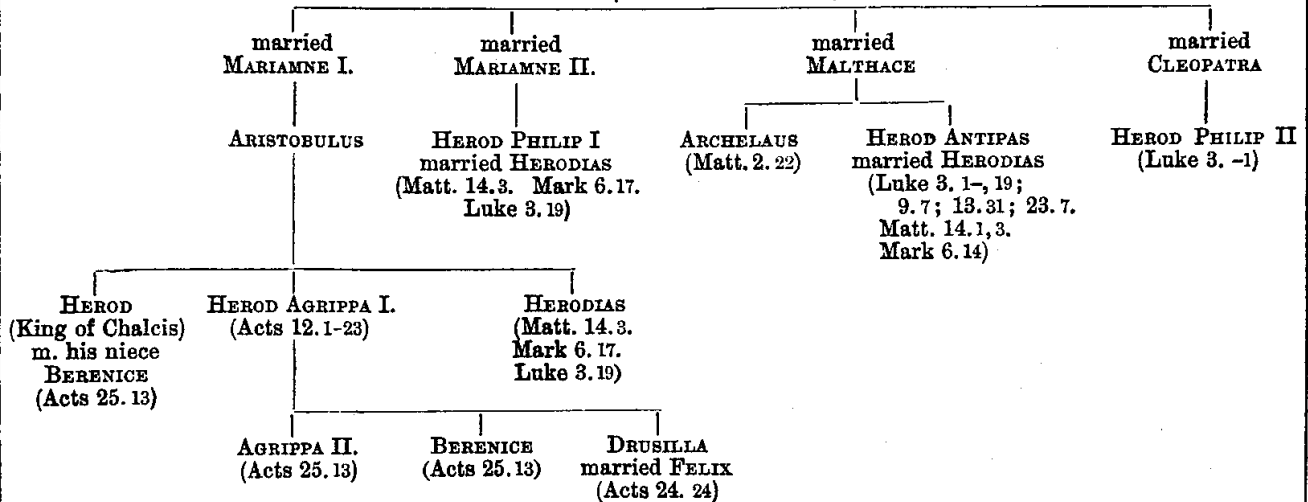 married
MARIAMNE I.
married
MARIAMNE II.
married
MALTHACE
married
CLEOPATRA
ARISTOBULUS
HEROD PHILIP I
married HERODIAS
(Matt. 14.3. Mark 6.17.
Luke 3.19)
ARCHELAUS
(Matt. 2.22)
HEROD ANTIPAS
married HERODIAS
(Luke 3. 1–, 19;
9.7; 13.31; 23.7.
Matt. 14.1, 3.
Mark 6.14)
HEROD PHILIP II
(Luke 3. -1)
HEROD
(King of Chalcis)
m. his niece
BERENICE
(Acts 25.13)
HEROD AGRIPPA I.
(Acts 12.1-23)
HERODIAS
(Matt. 14.3.
Mark 6.17.
Luke 3.19)
AGRIPPA II.
(Acts 25.13)
BERENICE
(Acts 25.13)
DRUSILLA
married FELIX
(Acts 24. 24)